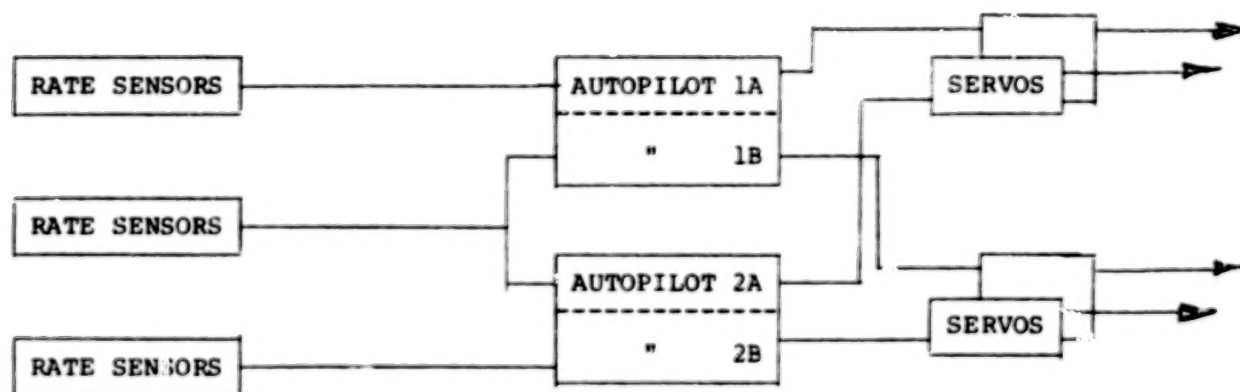 RATE SENSORS
AUTOPILOT 1A
" 1B
SERVOS
RATE SENSORS
AUTOPILOT 2A
" 2B
SERVOS
RATE SENSORS